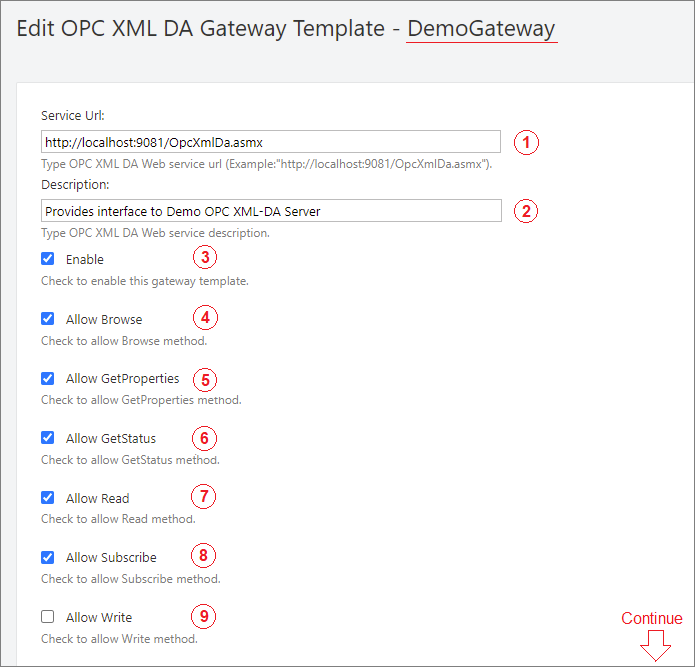 Edit OPC XML DA Gateway Template - DemoGateway
Service Url:
http://localhost:9081/OpcXmlDa.asmx
1
Type OPC XML DA Web service url (Example:"http://localhost:9081/OpcXmlDa.asmx").
Description:
Provides interface to Demo OPC XML-DA Server
2
Type OPC XML DA Web service description.
Enable
3
Check to enable this gateway template.
Allow Browse
4
Check to allow Browse method.
Allow GetProperties
5
Check to allow GetProperties method.
Allow GetStatus
6
Check to allow GetStatus method.
Allow Read
7
Check to allow Read method.
Allow Subscribe
8
Check to allow Subscribe method.
Allow Write
9
Check to allow Write method.
Continue